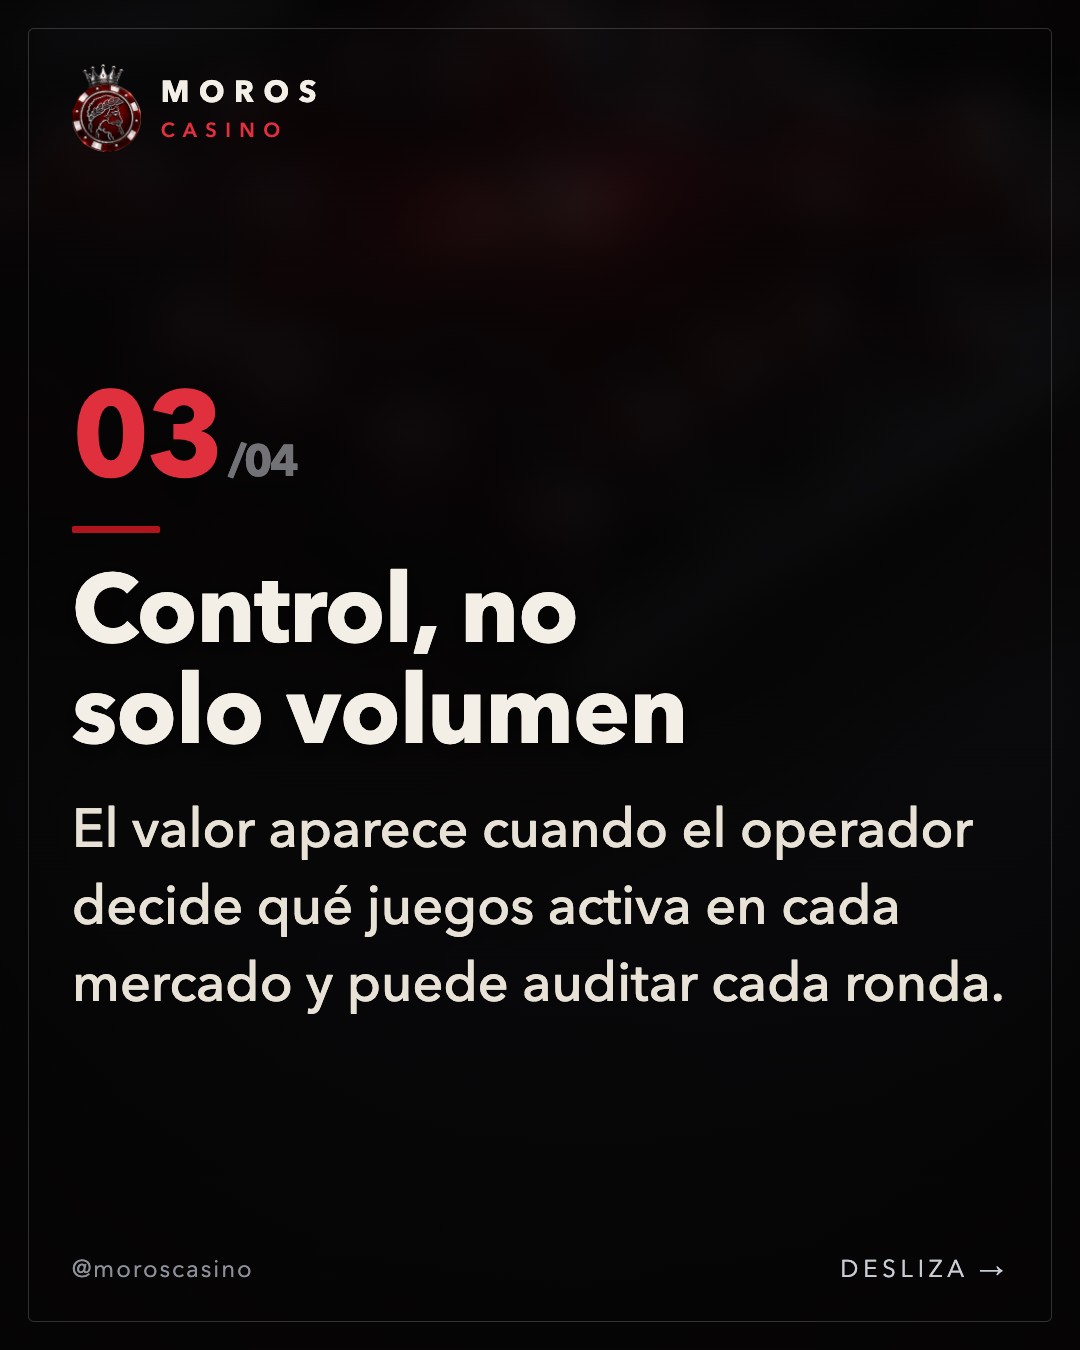 MOROS
CASINO
03/04
Control, no
solo volumen
El valor aparece cuando el operador
decide qué juegos activa en cada
mercado y puede auditar cada ronda.
@moroscasino
DESLIZA →